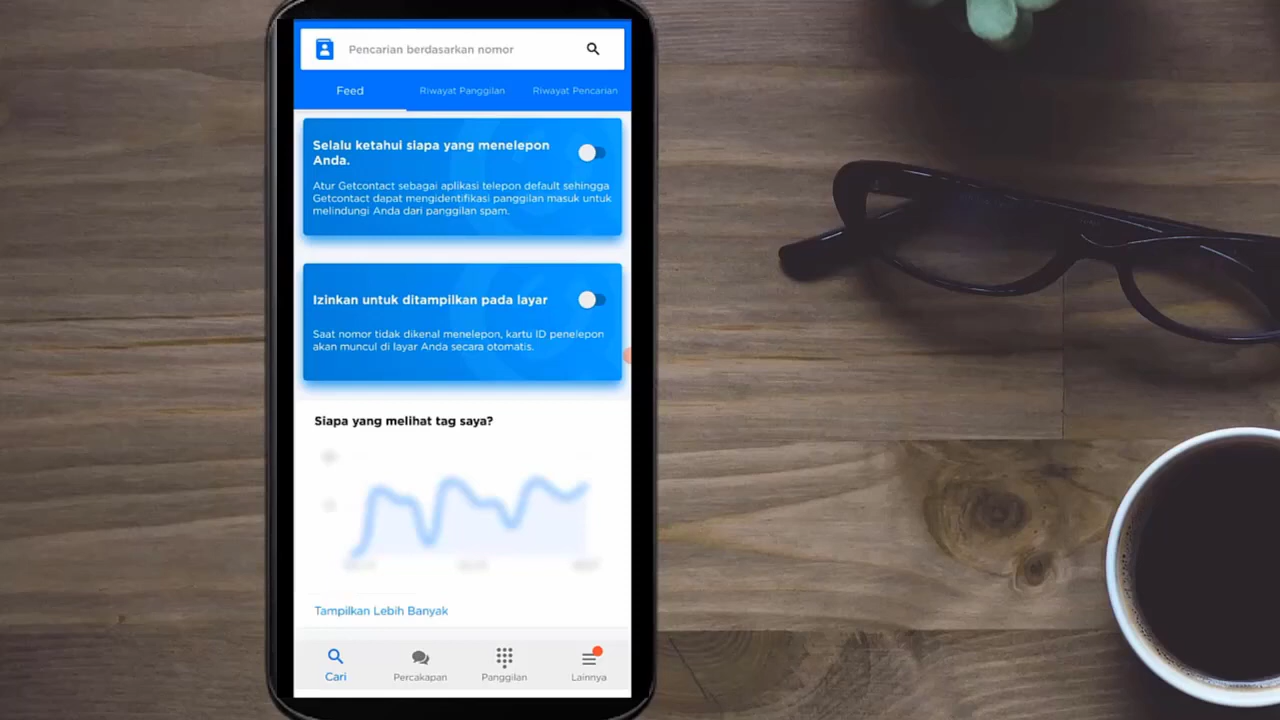 Pencarian berdasarkan nomor
Feed
Riwayat Panggilan
Riwayat Pencarian
Selalu ketahui siapa yang menelepon
Anda.
Atur Getcontact sebagai aplikasi telepon default sehingga
Getcontact dapat mengidentifikasi panggilan masuk untuk
melindungi Anda dari panggilan spam.
Izinkan untuk ditampilkan pada layar
Saat nomor tidak dikenal menelepon, kartu ID penelepon
akan muncul di layar Anda secara otomatis.
Siapa yang melihat tag saya?
Tampilkan Lebih Banyak
Cari
Percakapan
Panggilan
Lainnya